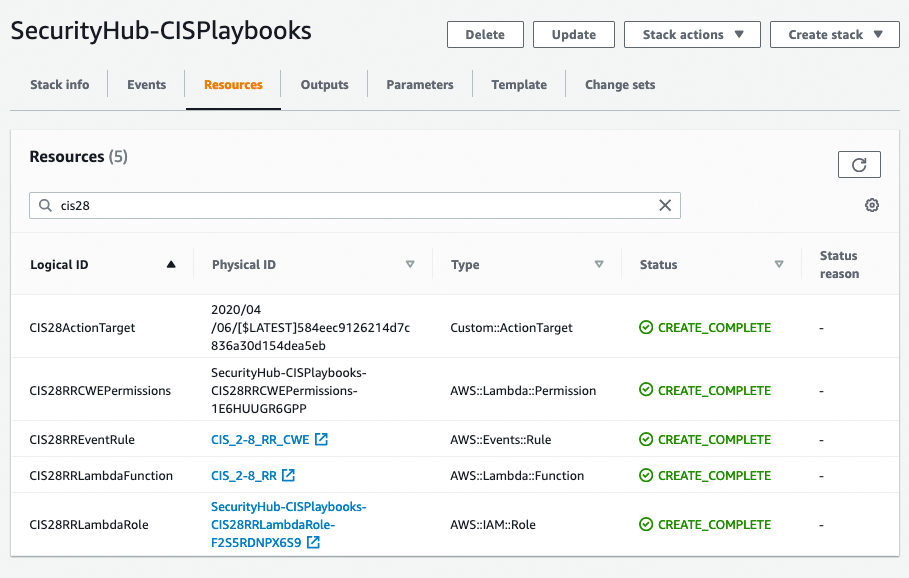 SecurityHub-CISPlaybooks
Delete
Update
Stack actions
Create stack
Stack info
Events
Resources
Outputs
Parameters
Template
Change sets
Resources (5)
cis28
Logical ID
Physical ID
Type
Status
Status
reason
CIS28ActionTarget
2020/04
/06/[$LATEST]584eec9126214d7c
836a30d154dea5eb
Custom::ActionTarget
CREATE_COMPLETE
-
CIS28RRCWEPermissions
SecurityHub-CISPlaybooks-
CIS28RRCWEPermissions-
1E6HUUGR6GPP
AWS::Lambda::Permission
CREATE_COMPLETE
-
CIS28RREventRule
CIS_2-8_RR_CWE
AWS::Events::Rule
CREATE_COMPLETE
-
CIS28RRLambdaFunction
CIS_2-8_RR
AWS::Lambda::Function
CREATE_COMPLETE
-
CIS28RRLambdaRole
SecurityHub-CISPlaybooks-
CIS28RRLambdaRole-
F2S5RDNPX6S9
AWS::IAM::Role
CREATE_COMPLETE
-